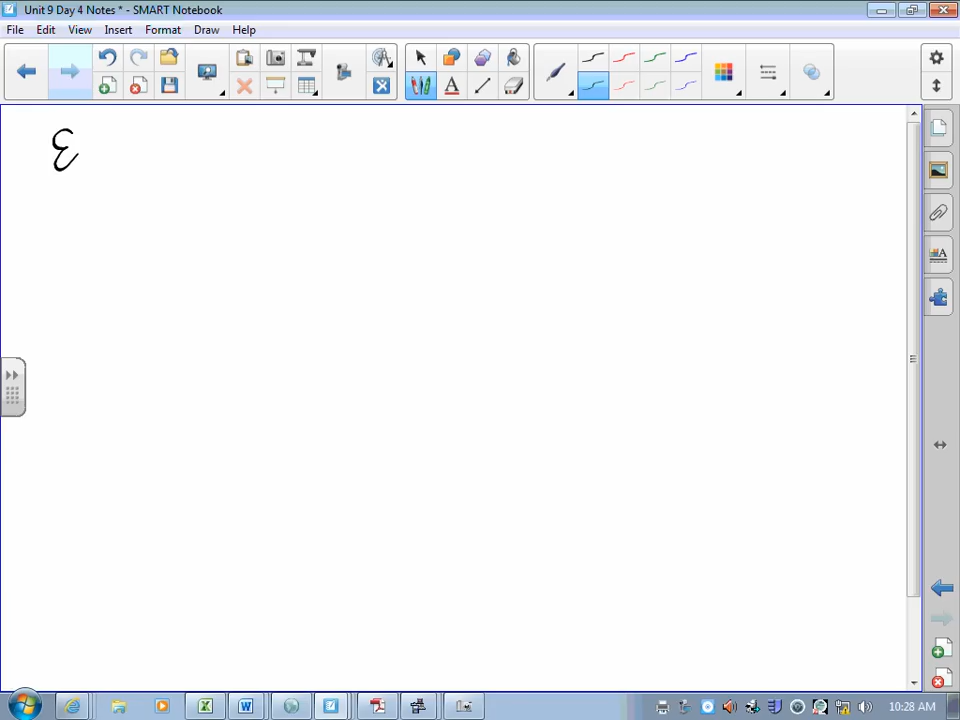 Unit 9 Day 4 Notes * - SMART Notebook
File Edit View Insert Format Draw Help
E
10:28 AM